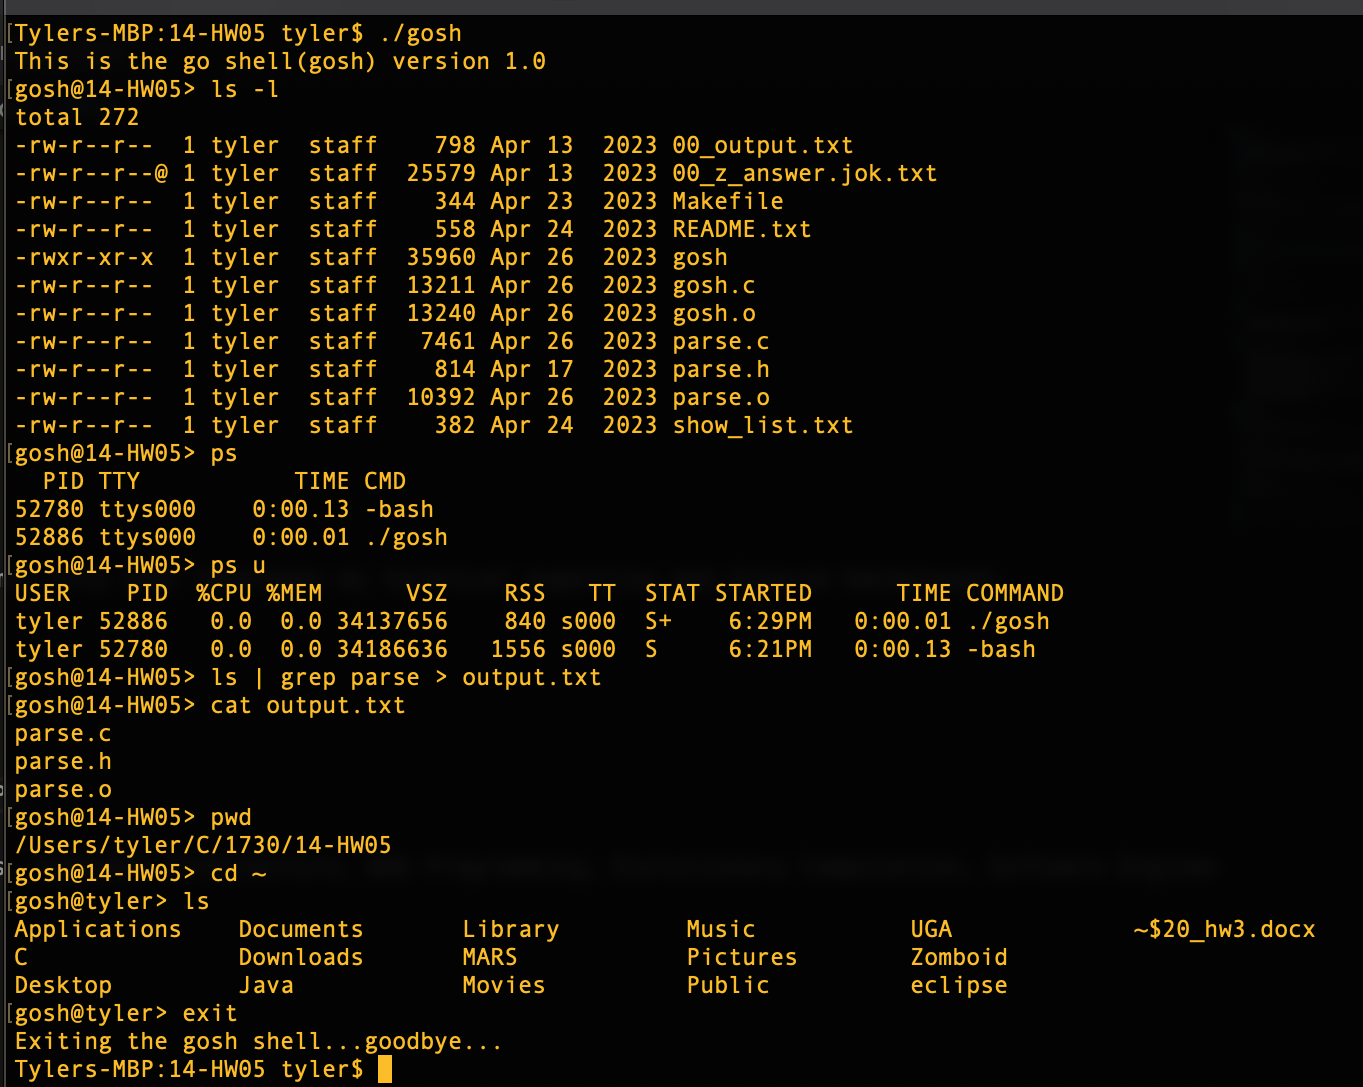 [Tylers-MBP:14-HW05 tyler$ ./gosh
This is the go shell(gosh) version 1.0
[gosh@14-HW05> ls -l
total 272
-rw-r--r--  1 tyler  staff    798 Apr 13  2023 00_output.txt
-rw-r--r--@ 1 tyler  staff  25579 Apr 13  2023 00_z_answer.jok.txt
-rw-r--r--  1 tyler  staff    344 Apr 23  2023 Makefile
-rw-r--r--  1 tyler  staff    558 Apr 24  2023 README.txt
-rwxr-xr-x  1 tyler  staff  35960 Apr 26  2023 gosh
-rw-r--r--  1 tyler  staff  13211 Apr 26  2023 gosh.c
-rw-r--r--  1 tyler  staff  13240 Apr 26  2023 gosh.o
-rw-r--r--  1 tyler  staff   7461 Apr 26  2023 parse.c
-rw-r--r--  1 tyler  staff    814 Apr 17  2023 parse.h
-rw-r--r--  1 tyler  staff  10392 Apr 26  2023 parse.o
-rw-r--r--  1 tyler  staff    382 Apr 24  2023 show_list.txt
[gosh@14-HW05> ps
  PID TTY           TIME CMD
52780 ttys000    0:00.13 -bash
52886 ttys000    0:00.01 ./gosh
[gosh@14-HW05> ps u
USER    PID  %CPU %MEM      VSZ    RSS   TT  STAT STARTED      TIME COMMAND
tyler 52886   0.0  0.0 34137656    840 s000  S+    6:29PM   0:00.01 ./gosh
tyler 52780   0.0  0.0 34186636   1556 s000  S     6:21PM   0:00.13 -bash
[gosh@14-HW05> ls | grep parse > output.txt
[gosh@14-HW05> cat output.txt
parse.c
parse.h
parse.o
[gosh@14-HW05> pwd
/Users/tyler/C/1730/14-HW05
[gosh@14-HW05> cd ~
[gosh@tyler> ls
Applications    Documents       Library         Music           UGA             ~$20_hw3.docx
C               Downloads       MARS            Pictures        Zomboid
Desktop         Java            Movies          Public          eclipse
[gosh@tyler> exit
Exiting the gosh shell...goodbye...
Tylers-MBP:14-HW05 tyler$